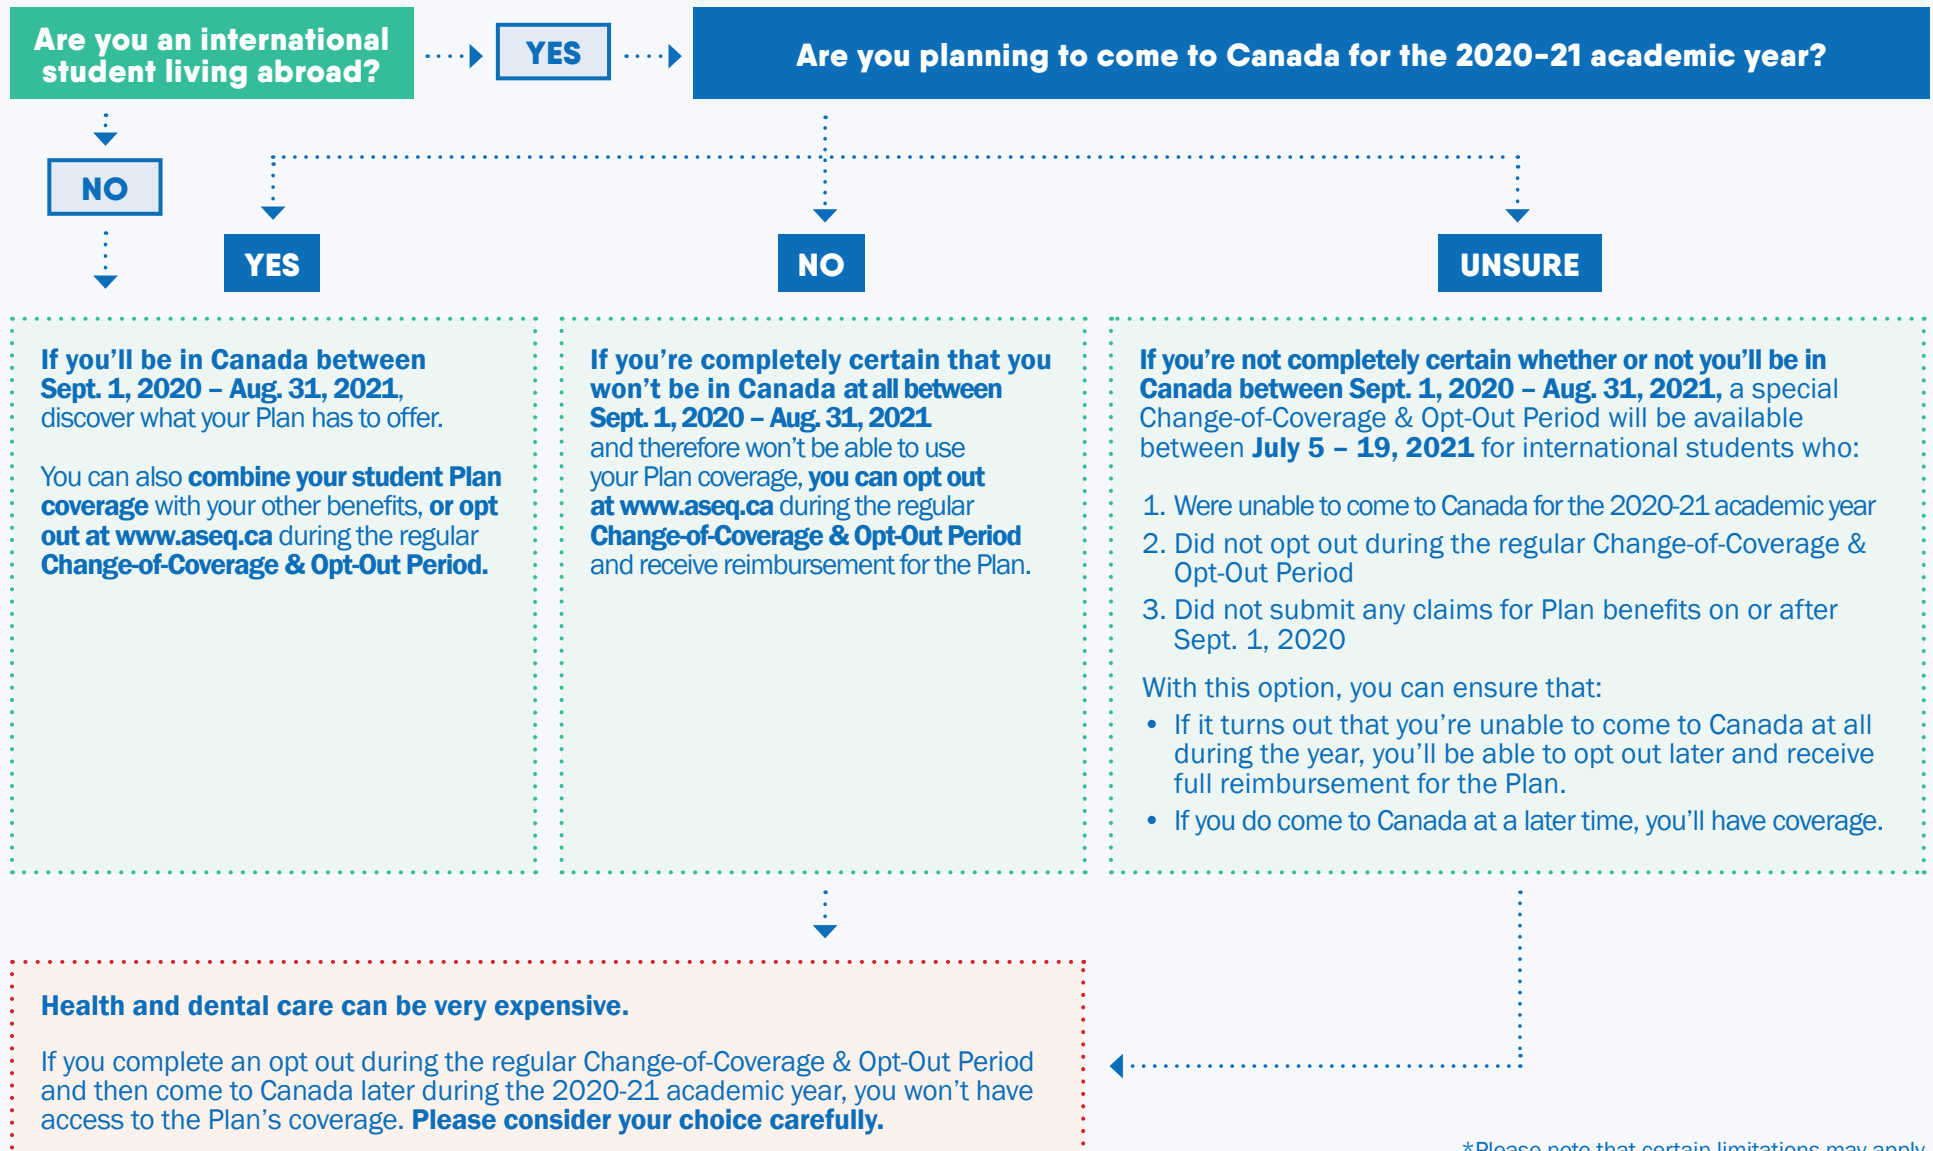 Are you an international
student living abroad?
YES
Are you planning to come to Canada for the 2020-21 academic year?
NO
YES
NO
UNSURE
If you'll be in Canada between
Sept. 1, 2020 – Aug. 31, 2021,
discover what your Plan has to offer.
You can also combine your student Plan
coverage with your other benefits, or opt
out at www.aseq.ca during the regular
Change-of-Coverage & Opt-Out Period.
If you're completely certain that you
won't be in Canada at all between
Sept. 1, 2020 – Aug. 31, 2021
and therefore won't be able to use
your Plan coverage, you can opt out
at www.aseq.ca during the regular
Change-of-Coverage & Opt-Out Period
and receive reimbursement for the Plan.
If you're not completely certain whether or not you'll be in
Canada between Sept. 1, 2020 – Aug. 31, 2021, a special
Change-of-Coverage & Opt-Out Period will be available
between July 5 – 19, 2021 for international students who:
1. Were unable to come to Canada for the 2020-21 academic year
2. Did not opt out during the regular Change-of-Coverage &
Opt-Out Period
3. Did not submit any claims for Plan benefits on or after
Sept. 1, 2020
With this option, you can ensure that:
• If it turns out that you're unable to come to Canada at all
during the year, you'll be able to opt out later and receive
full reimbursement for the Plan.
• If you do come to Canada at a later time, you'll have coverage.
Health and dental care can be very expensive.
If you complete an opt out during the regular Change-of-Coverage & Opt-Out Period
and then come to Canada later during the 2020-21 academic year, you won't have
access to the Plan's coverage. Please consider your choice carefully.
*Please note that certain limitations may apply